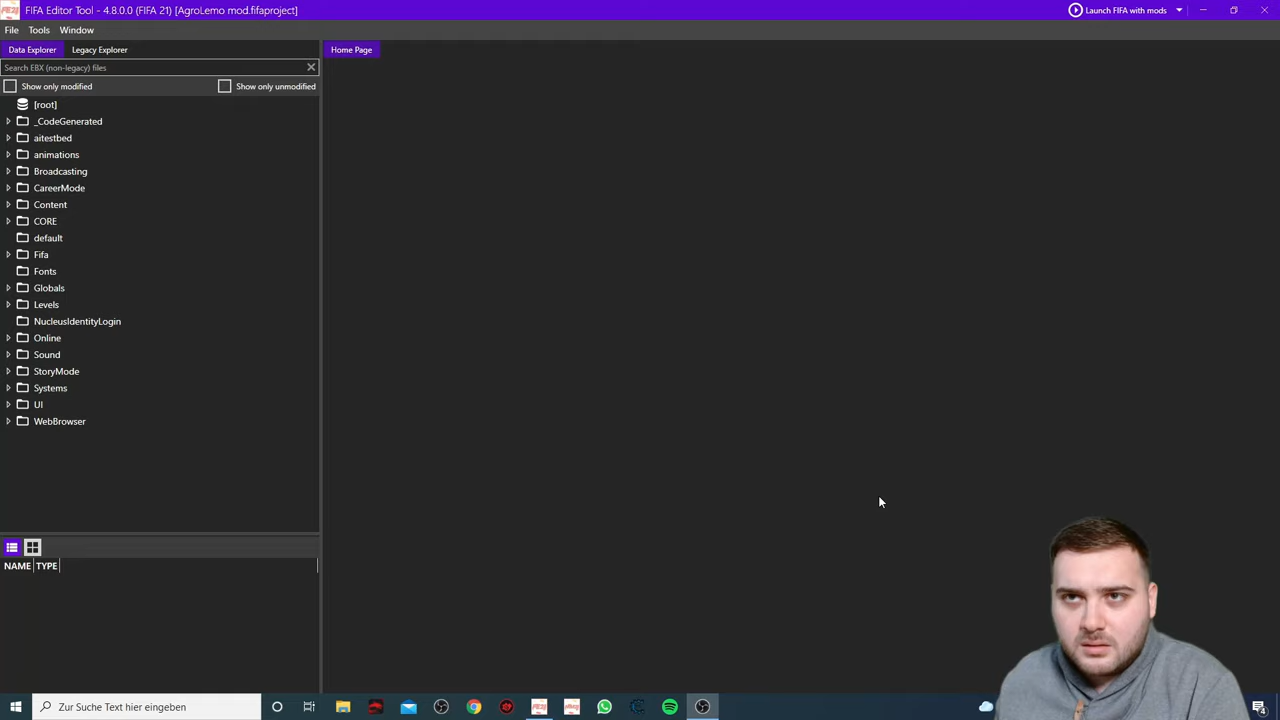 FIFA Editor Tool - 4.8.0.0 (FIFA 21) [AgroLemo mod.fifaproject]
Launch FIFA with mods
File Tools Window
Data Explorer Legacy Explorer Home Page
Search EBX (non-legacy) files
Show only modified Show only unmodified
[root]
_CodeGenerated
aitestbed
animations
Broadcasting
CareerMode
Content
CORE
default
Fifa
Fonts
Globals
Levels
NucleusIdentityLogin
Online
Sound
StoryMode
Systems
UI
WebBrowser
NAME TYPE
Zur Suche Text hier eingeben